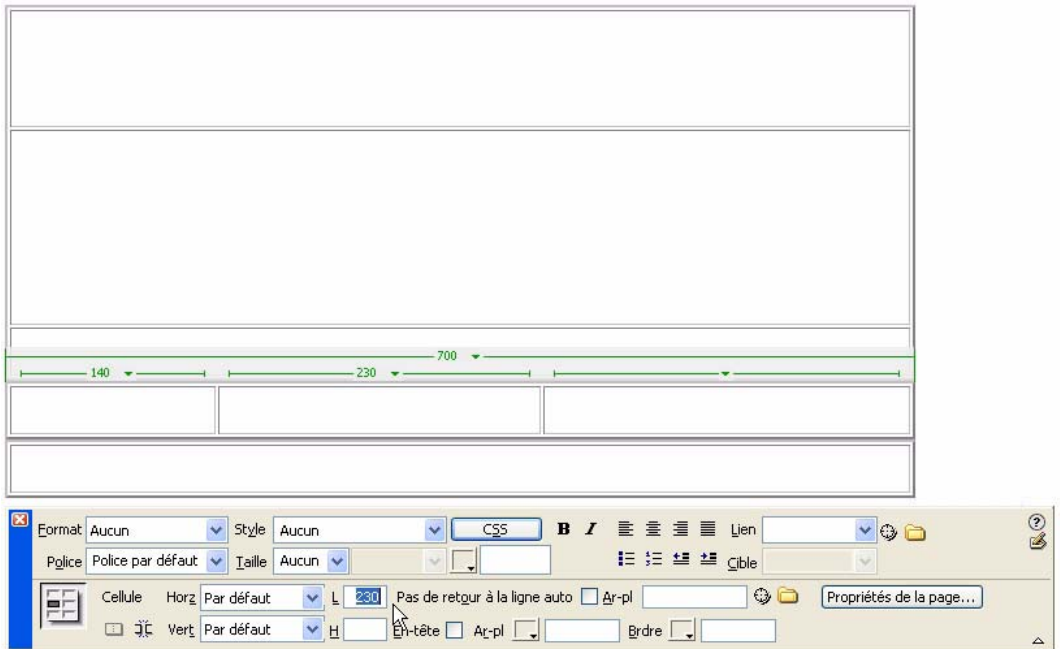 700
140 230
Format Aucun Style Aucun CSS B I Lien
Police Police par défaut Taille Aucun Cible
Cellule Horz Par défaut L 230 Pas de retour à la ligne auto Ar-pl Propriétés de la page...
Vert Par défaut H En-tête Ar-pl Brdre